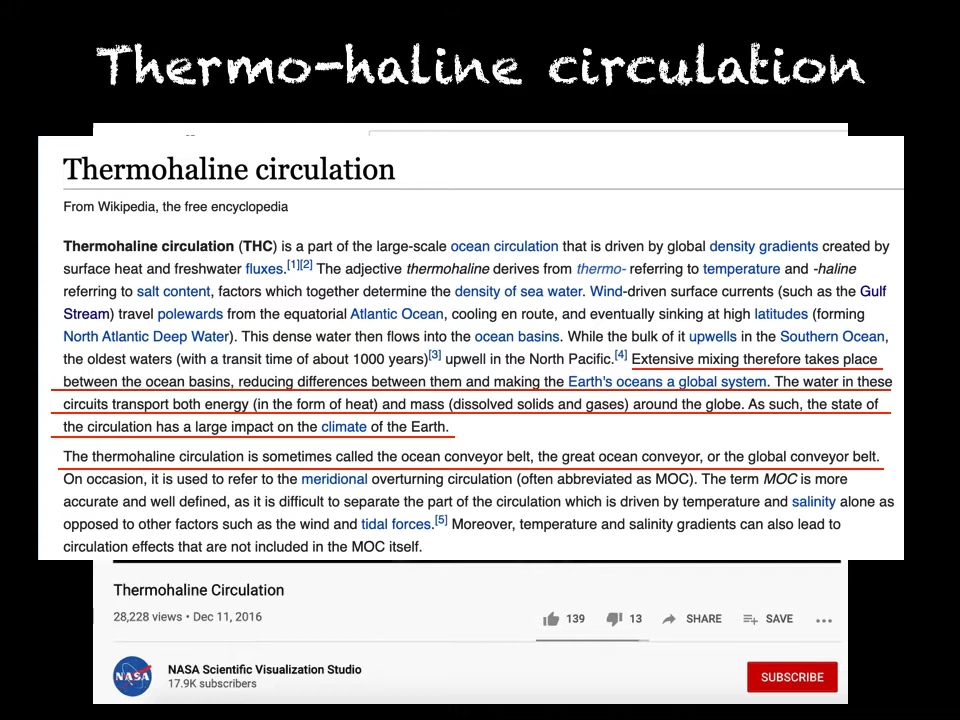 Thermo-haline circulation
Thermohaline circulation
From Wikipedia, the free encyclopedia
Thermohaline circulation (THC) is a part of the large-scale ocean circulation that is driven by global density gradients created by
surface heat and freshwater fluxes.[1][2] The adjective thermohaline derives from thermo- referring to temperature and -haline
referring to salt content, factors which together determine the density of sea water. Wind-driven surface currents (such as the Gulf
Stream) travel polewards from the equatorial Atlantic Ocean, cooling en route, and eventually sinking at high latitudes (forming
North Atlantic Deep Water). This dense water then flows into the ocean basins. While the bulk of it upwells in the Southern Ocean,
the oldest waters (with a transit time of about 1000 years)[3] upwell in the North Pacific.[4] Extensive mixing therefore takes place
between the ocean basins, reducing differences between them and making the Earth's oceans a global system. The water in these
circuits transport both energy (in the form of heat) and mass (dissolved solids and gases) around the globe. As such, the state of
the circulation has a large impact on the climate of the Earth.
The thermohaline circulation is sometimes called the ocean conveyor belt, the great ocean conveyor, or the global conveyor belt.
On occasion, it is used to refer to the meridional overturning circulation (often abbreviated as MOC). The term MOC is more
accurate and well defined, as it is difficult to separate the part of the circulation which is driven by temperature and salinity alone as
opposed to other factors such as the wind and tidal forces.[5] Moreover, temperature and salinity gradients can also lead to
circulation effects that are not included in the MOC itself.
Thermohaline Circulation
28,228 views • Dec 11, 2016
139 13 SHARE SAVE
NASA
NASA Scientific Visualization Studio
17.9K subscribers
SUBSCRIBE